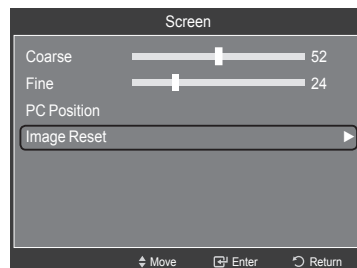 Screen
Coarse 52
Fine 24
PC Position
Image Reset
Move Enter Return